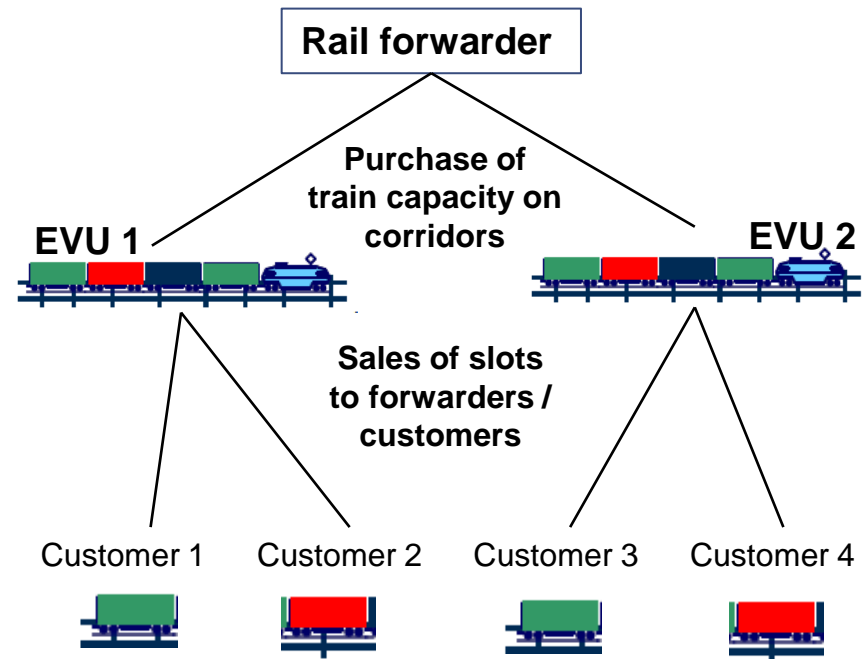 Rail forwarder
Purchase of
train capacity on
corridors
EVU 1
EVU 2
Sales of slots
to forwarders /
customers
Customer 1
Customer 2
Customer 3
Customer 4